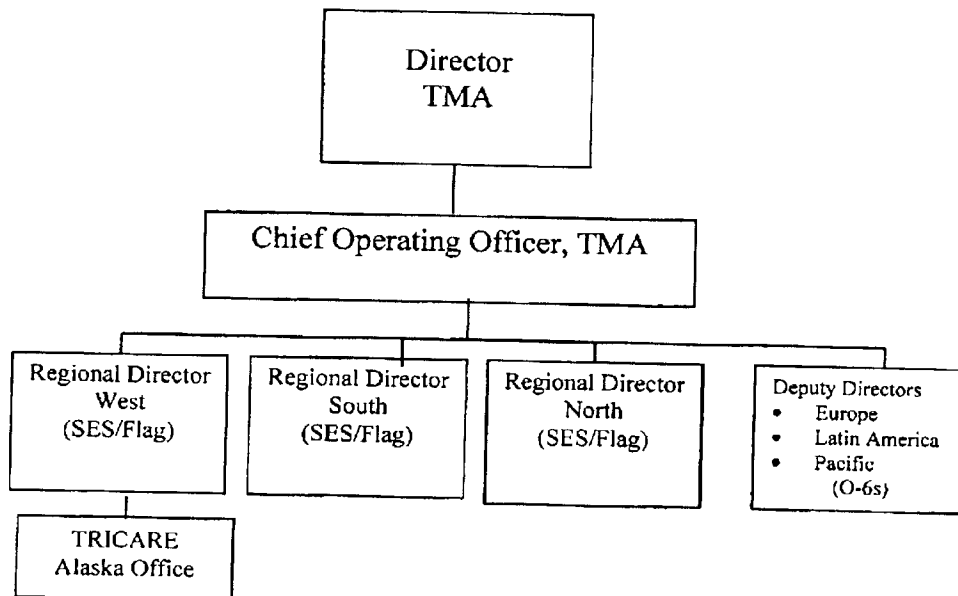 Director
TMA
Chief Operating Officer, TMA
Regional Director
West
(SES/Flag)
Regional Director
South
(SES/Flag)
Regional Director
North
(SES/Flag)
Deputy Directors
• Europe
• Latin America
• Pacific
(O-6s)
TRICARE
Alaska Office